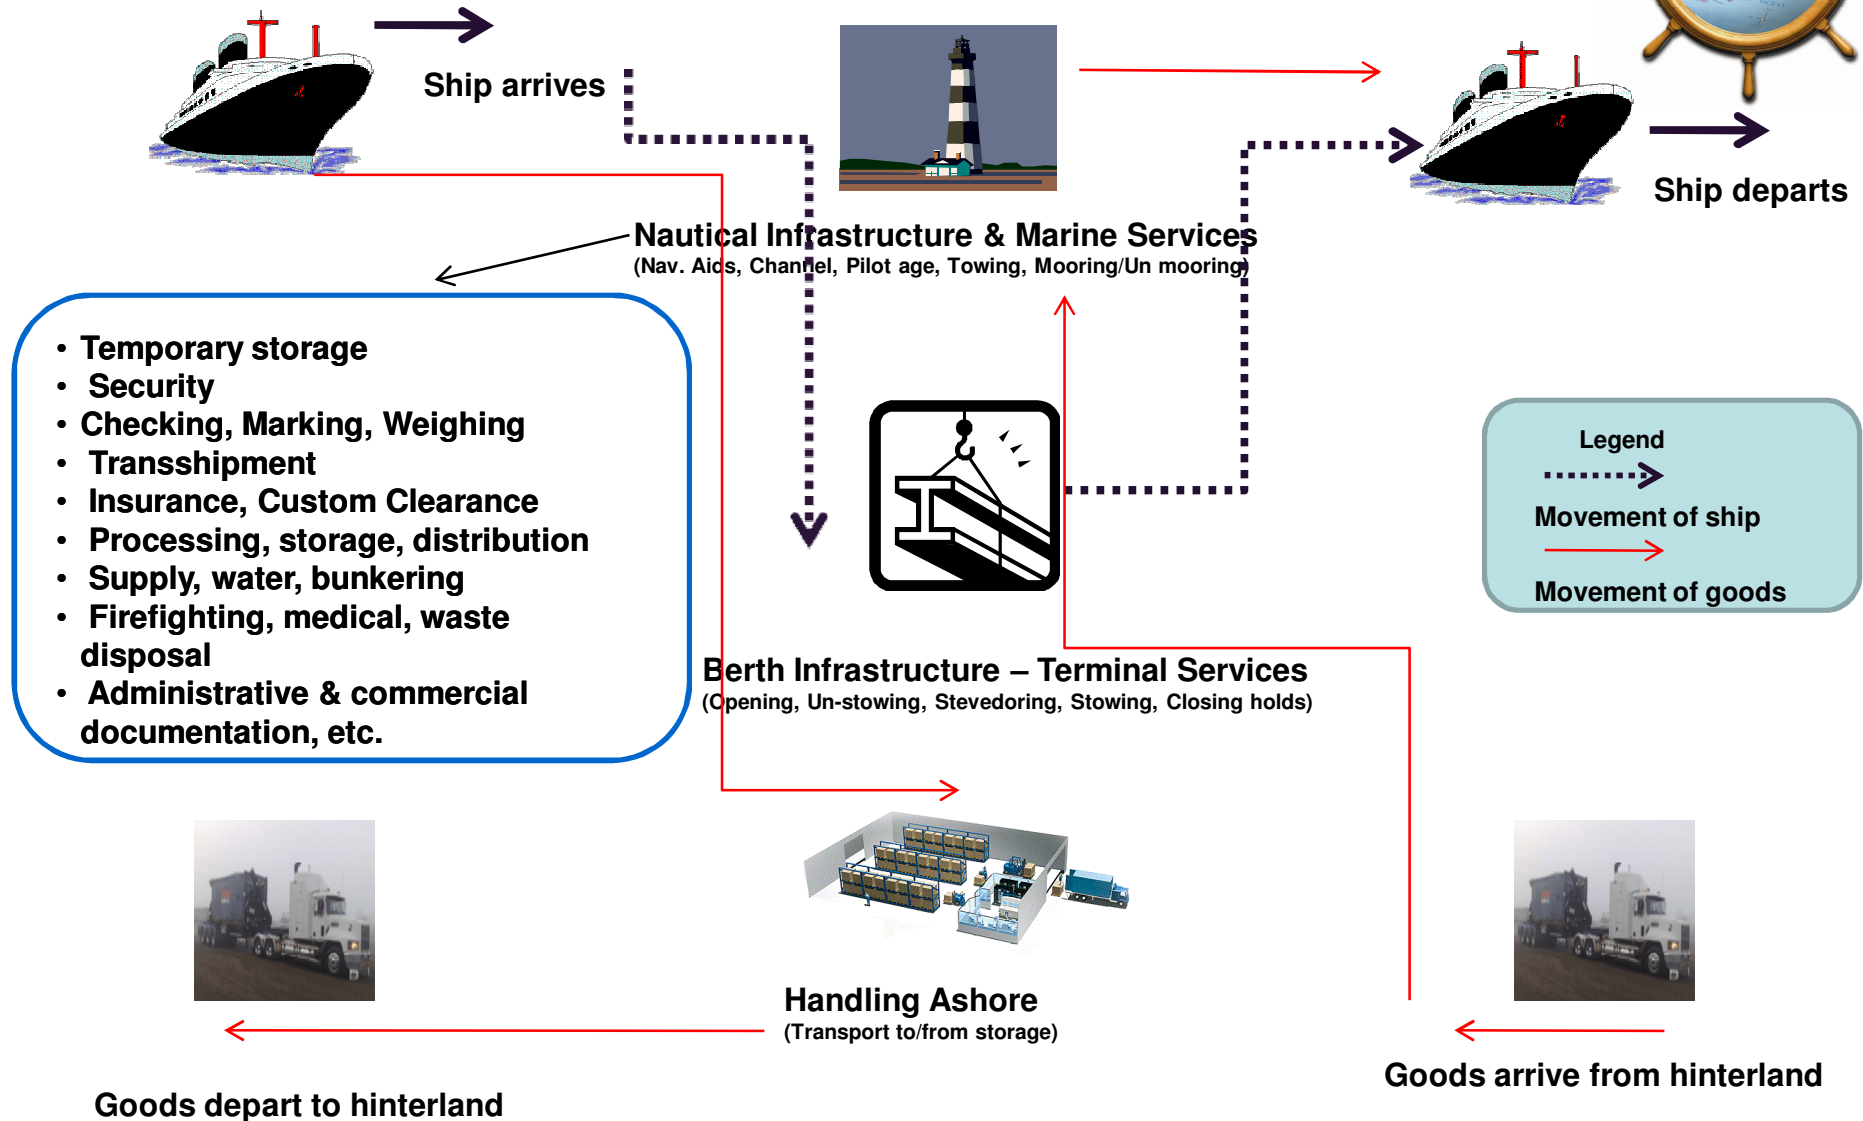 Ship arrives
Ship departs
Nautical Infrastructure & Marine Services
(Nav. Aids, Channel, Pilot age, Towing, Mooring/Un mooring)
• Temporary storage
• Security
• Checking, Marking, Weighing
• Transshipment
• Insurance, Custom Clearance
• Processing, storage, distribution
• Supply, water, bunkering
• Firefighting, medical, waste
disposal
• Administrative & commercial
documentation, etc.
Legend
Movement of ship
Movement of goods
Berth Infrastructure – Terminal Services
(Opening, Un-stowing, Stevedoring, Stowing, Closing holds)
Handling Ashore
(Transport to/from storage)
Goods arrive from hinterland
Goods depart to hinterland